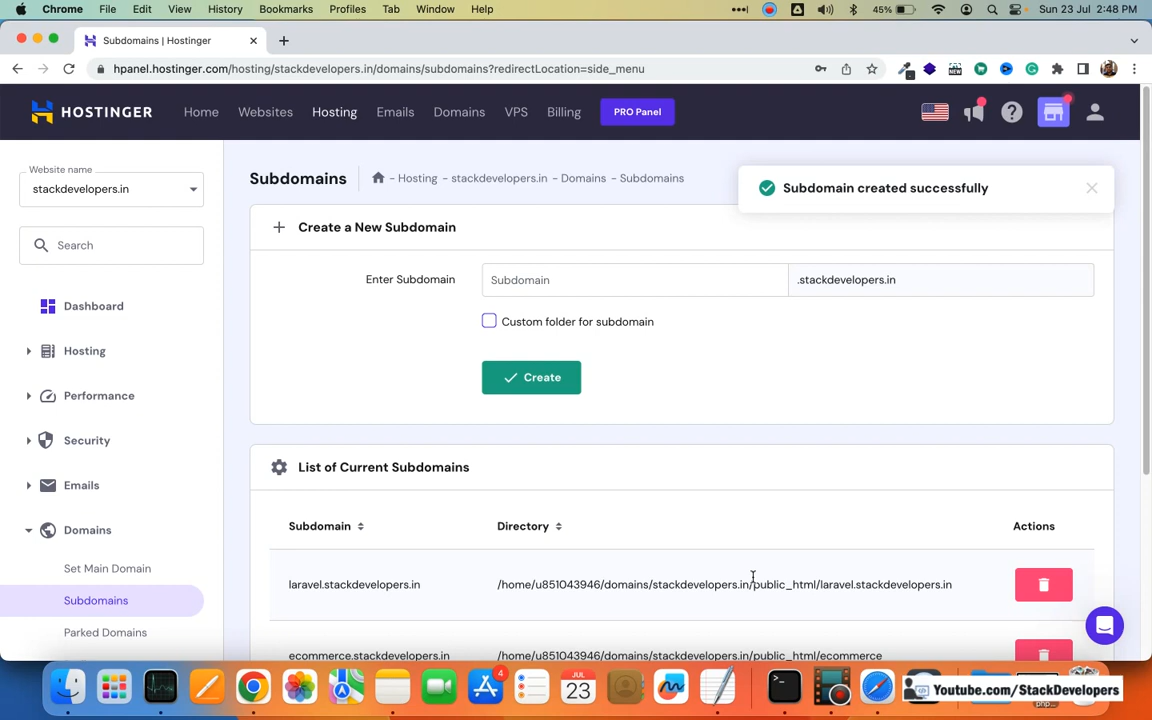 Chrome File Edit View History Bookmarks Profiles Tab Window Help 45% Sun 23 Jul 2:48 PM
Subdomains | Hostinger
hpanel.hostinger.com/hosting/stackdevelopers.in/domains/subdomains?redirectLocation=side_menu
HOSTINGER Home Websites Hosting Emails Domains VPS Billing PRO Panel
Website name
stackdevelopers.in
Search
Dashboard
Hosting
Performance
Security
Emails
Domains
Set Main Domain
Subdomains
Parked Domains
Subdomains - Hosting - stackdevelopers.in - Domains - Subdomains
Subdomain created successfully
Create a New Subdomain
Enter Subdomain Subdomain .stackdevelopers.in
Custom folder for subdomain
Create
List of Current Subdomains
Subdomain Directory Actions
laravel.stackdevelopers.in /home/u851043946/domains/stackdevelopers.in/public_html/laravel.stackdevelopers.in
ecommerce.stackdevelopers.in /home/u851043946/domains/stackdevelopers.in/public_html/ecommerce
4
JUL
23
Youtube.com/StackDevelopers